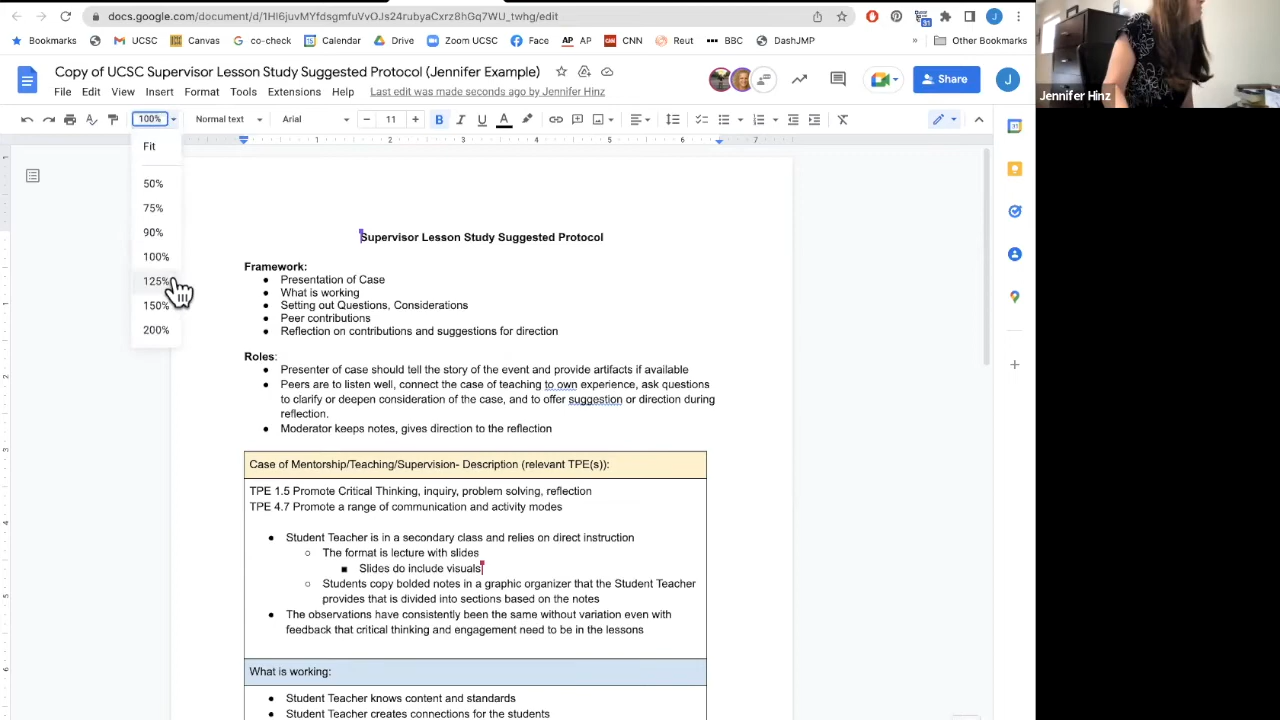 docs.google.com/document/d/1HI6juvMYfdsgmfuVvOJs24rubyaCxrz8hGq7WU_twhg/edit
Bookmarks UCSC Canvas co-check Calendar Drive Zoom UCSC Face AP AP CNN Reut BBC DashJMP » Other Bookmarks
Copy of UCSC Supervisor Lesson Study Suggested Protocol (Jennifer Example)
File Edit View Insert Format Tools Extensions Help Last edit was made seconds ago by Jennifer Hinz
Share
J
Jennifer Hinz
100% Normal text Arial 11
Fit
50%
75%
90%
100%
125%
150%
200%
1 2 3 4 5 6 7
Supervisor Lesson Study Suggested Protocol
Framework:
● Presentation of Case
● What is working
● Setting out Questions, Considerations
● Peer contributions
● Reflection on contributions and suggestions for direction
Roles:
● Presenter of case should tell the story of the event and provide artifacts if available
● Peers are to listen well, connect the case of teaching to own experience, ask questions
to clarify or deepen consideration of the case, and to offer suggestion or direction during
reflection.
● Moderator keeps notes, gives direction to the reflection
Case of Mentorship/Teaching/Supervision- Description (relevant TPE(s)):
TPE 1.5 Promote Critical Thinking, inquiry, problem solving, reflection
TPE 4.7 Promote a range of communication and activity modes
● Student Teacher is in a secondary class and relies on direct instruction
○ The format is lecture with slides
■ Slides do include visuals
○ Students copy bolded notes in a graphic organizer that the Student Teacher
provides that is divided into sections based on the notes
● The observations have consistently been the same without variation even with
feedback that critical thinking and engagement need to be in the lessons
What is working:
● Student Teacher knows content and standards
● Student Teacher creates connections for the students